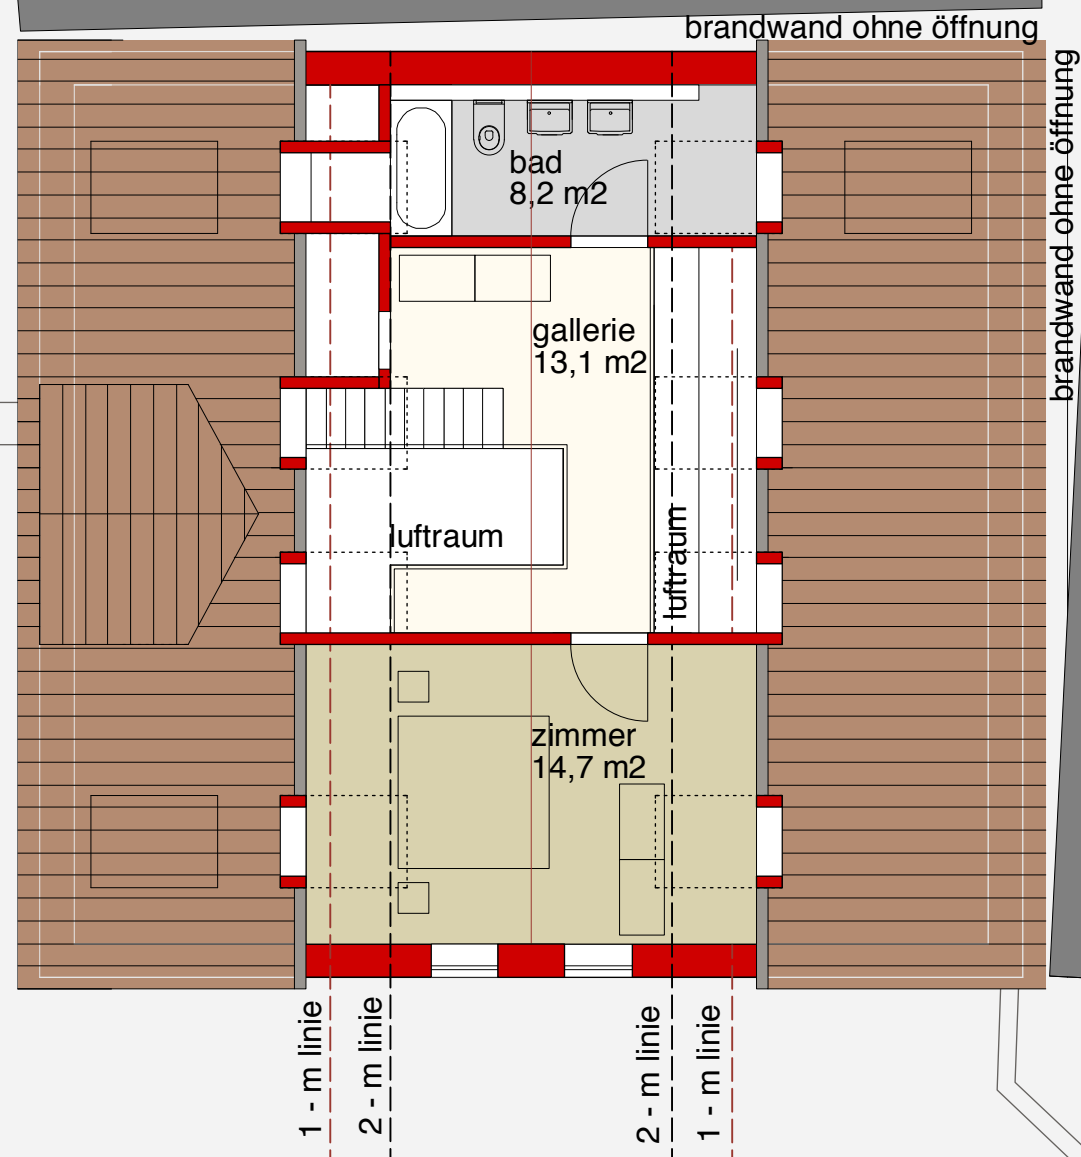 brandwand ohne öffnung
brandwand ohne öffnung
bad
8,2 m2
gallerie
13,1 m2
luftraum
luftraum
zimmer
14,7 m2
1 - m linie
2 - m linie
2 - m linie
1 - m linie